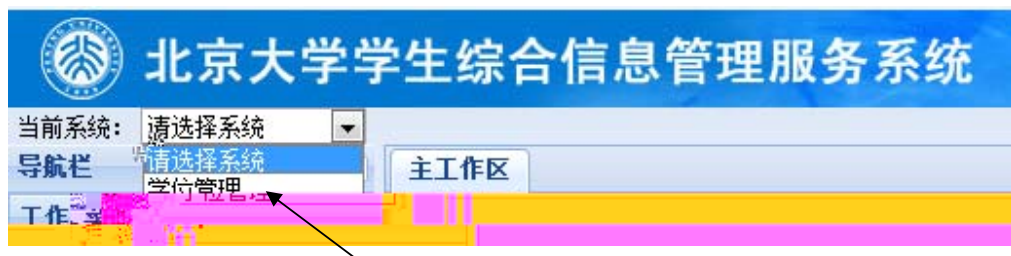 北京大学学生综合信息管理服务系统
当前系统： 请选择系统
导航栏 请选择系统 主工作区
学位管理
工作